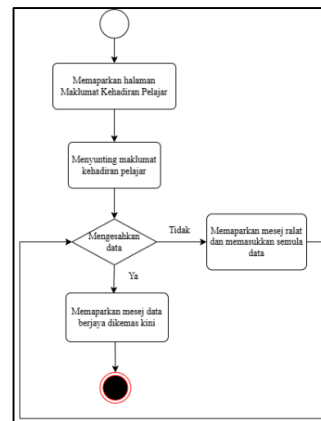 Memaparkan halaman
Maklumat Kehadiran Pelajar
Menyunting maklumat
kehadiran pelajar
Mengesahkan
data
Tidak
Memaparkan mesej ralat
dan memasukkan semula
data
Ya
Memaparkan mesej data
berjaya dikemas kini